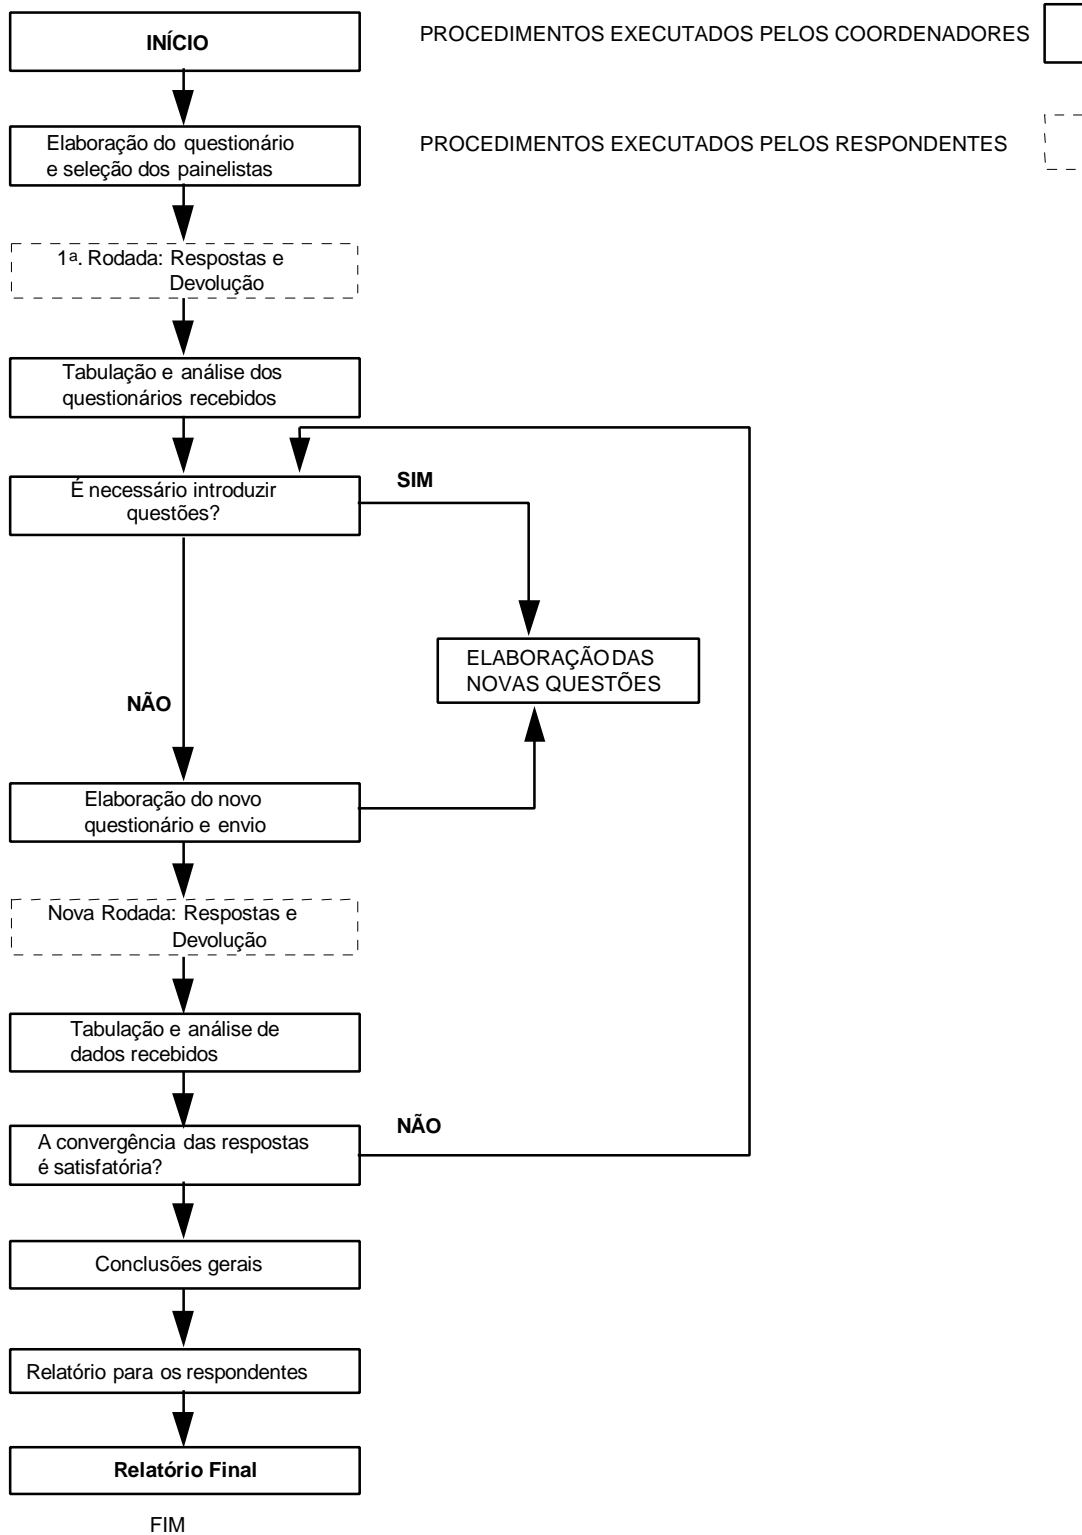 INÍCIO
PROCEDIMENTOS EXECUTADOS PELOS COORDENADORES
Elaboração do questionário
e seleção dos painelistas
PROCEDIMENTOS EXECUTADOS PELOS RESPONDENTES
1ª. Rodada: Respostas e
Devolução
Tabulação e análise dos
questionários recebidos
É necessário introduzir
questões?
SIM
ELABORAÇÃO DAS
NOVAS QUESTÕES
NÃO
Elaboração do novo
questionário e envio
Nova Rodada: Respostas e
Devolução
Tabulação e análise de
dados recebidos
A convergência das respostas
é satisfatória?
NÃO
Conclusões gerais
Relatório para os respondentes
Relatório Final
FIM